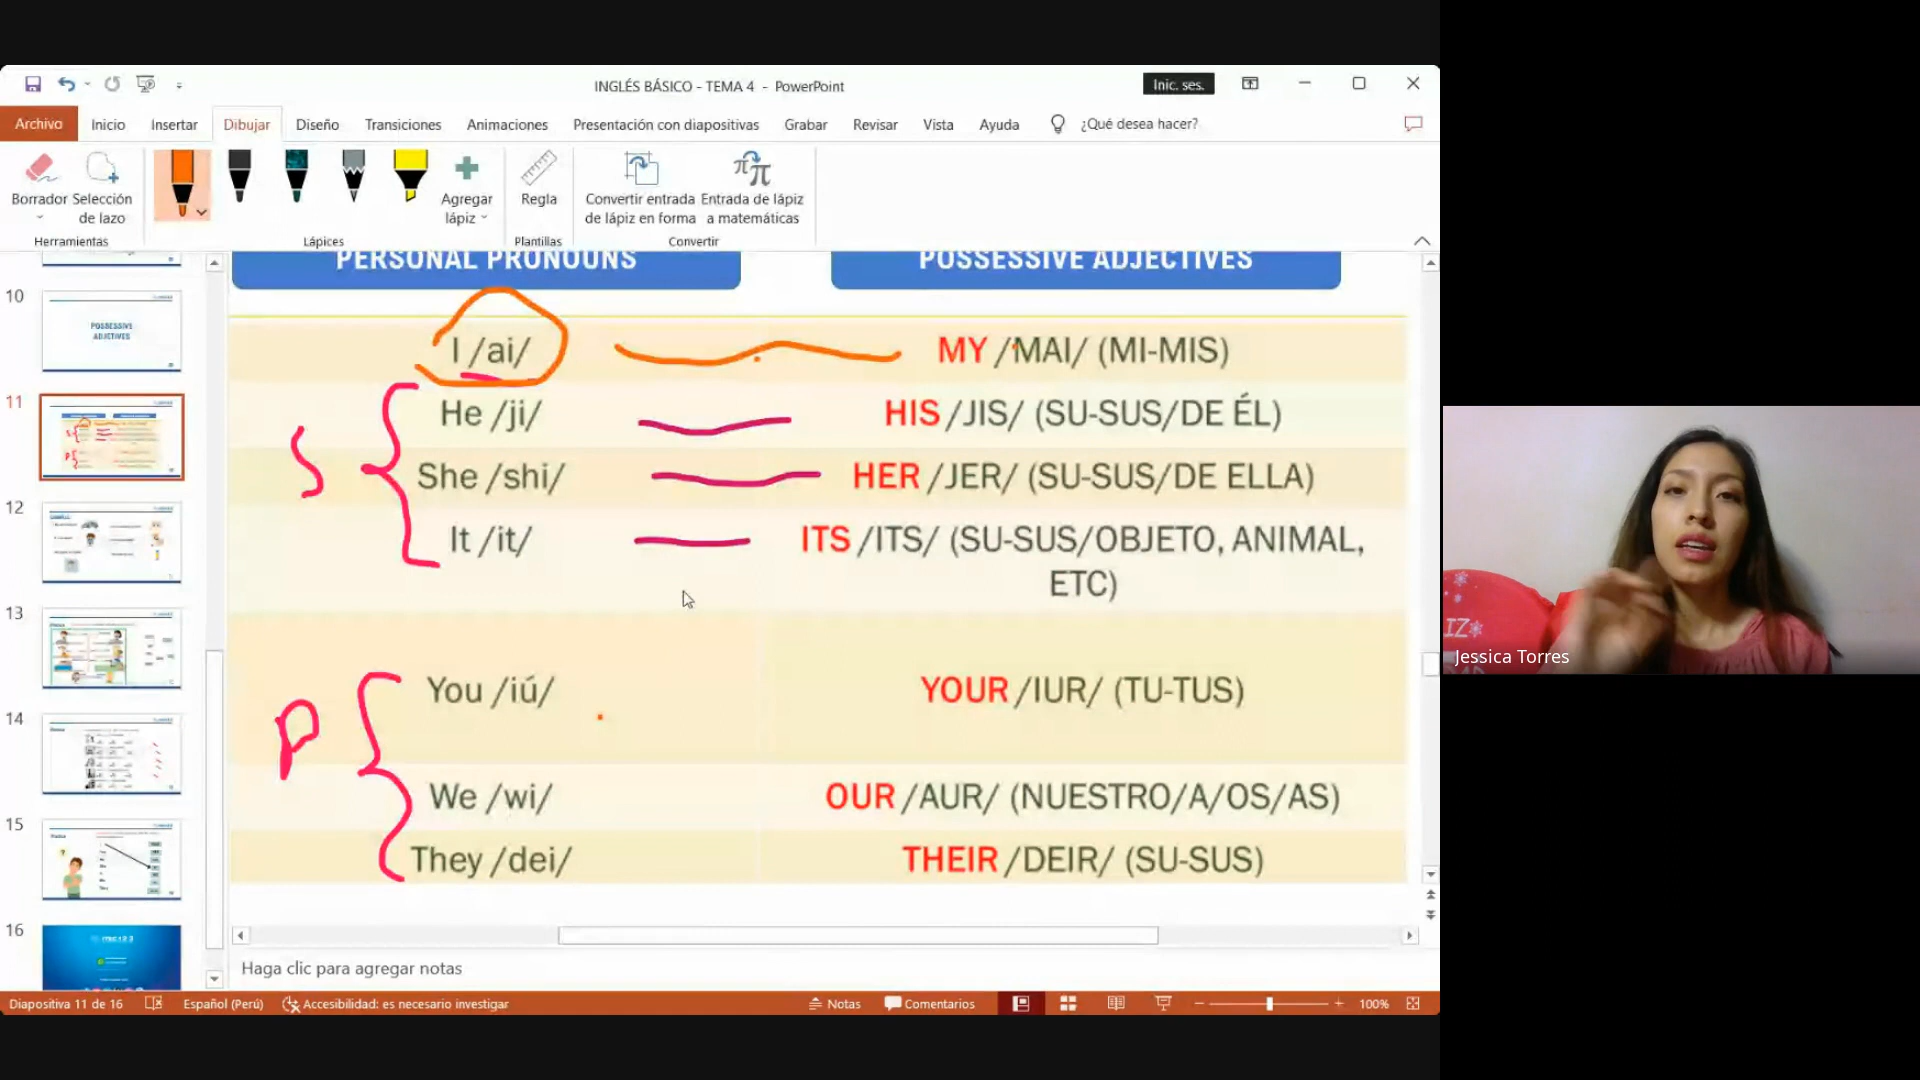 INGLÉS BÁSICO - TEMA 4 - PowerPoint
Inic. ses.
Archivo Inicio Insertar Dibujar Diseño Transiciones Animaciones Presentación con diapositivas Grabar Revisar Vista Ayuda ¿Qué desea hacer?
Borrador Selección de lazo
Agregar lápiz
Regla
Convertir entrada de lápiz en forma
Entrada de lápiz a matemáticas
Herramientas Lápices Plantillas Convertir
PERSONAL PRONOUNS POSSESSIVE ADJECTIVES
I /ai/ MY /MAI/ (MI-MIS)
He /ji/ HIS /JIS/ (SU-SUS/DE ÉL)
S
She /shi/ HER /JER/ (SU-SUS/DE ELLA)
It /it/ ITS /ITS/ (SU-SUS/OBJETO, ANIMAL,
ETC)
You /iú/ YOUR /IUR/ (TU-TUS)
P
We /wi/ OUR /AUR/ (NUESTRO/A/OS/AS)
They /dei/ THEIR /DEIR/ (SU-SUS)
10
POSSESSIVE
ADJETIVES
11
12
13
14
15
16
Haga clic para agregar notas
Diapositiva 11 de 16 Español (Perú) Accesibilidad: es necesario investigar Notas Comentarios 100%
IZ
Jessica Torres